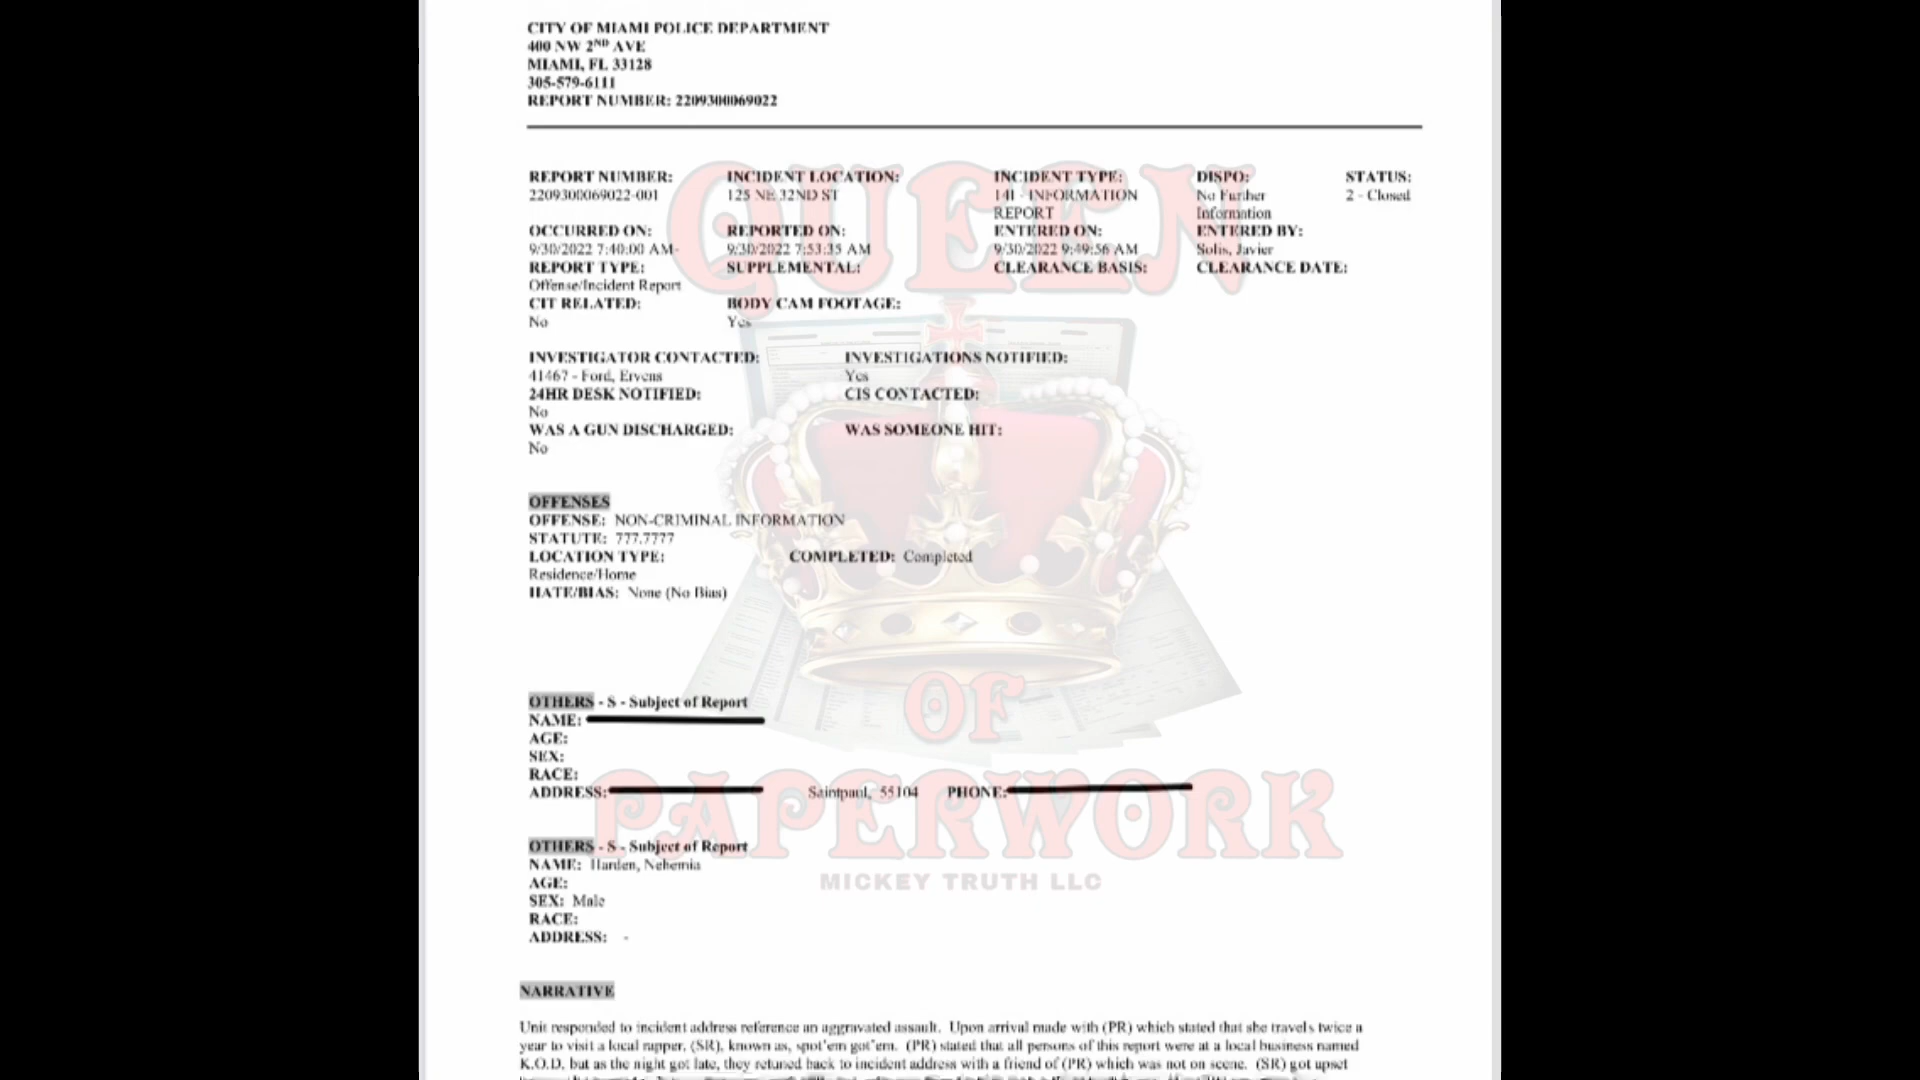 CITY OF MIAMI POLICE DEPARTMENT
400 NW 2ND AVE
MIAMI, FL 33128
305-579-6111
REPORT NUMBER: 2209300069022
REPORT NUMBER: INCIDENT LOCATION: INCIDENT TYPE: DISPO: STATUS:
2209300069022-001 125 NE 32ND ST 14I - INFORMATION No Further 2 - Closed
REPORT Information
OCCURRED ON: REPORTED ON: ENTERED ON: ENTERED BY:
9/30/2022 7:40:00 AM- 9/30/2022 7:53:35 AM 9/30/2022 9:49:56 AM Solis, Javier
REPORT TYPE: SUPPLEMENTAL: CLEARANCE BASIS: CLEARANCE DATE:
Offense/Incident Report
CIT RELATED: BODY CAM FOOTAGE:
No Yes
INVESTIGATOR CONTACTED: INVESTIGATIONS NOTIFIED:
41467 - Ford, Ervens Yes
24HR DESK NOTIFIED: CIS CONTACTED:
No
WAS A GUN DISCHARGED: WAS SOMEONE HIT:
No
OFFENSES
OFFENSE: NON-CRIMINAL INFORMATION
STATUTE: 777.7777
LOCATION TYPE: COMPLETED: Completed
Residence/Home
HATE/BIAS: None (No Bias)
OTHERS - S - Subject of Report
NAME:
AGE:
SEX:
RACE:
ADDRESS: Saintpaul, 55104 PHONE:
OTHERS - S - Subject of Report
NAME: Harden, Nehemia
AGE:
SEX: Male
RACE:
ADDRESS: -
NARRATIVE
Unit responded to incident address reference an aggravated assault. Upon arrival made with (PR) which stated that she travels twice a
year to visit a local rapper, (SR), known as, spot'em got'em. (PR) stated that all persons of this report were at a local business named
K.O.D, but as the night got late, they retuned back to incident address with a friend of (PR) which was not on scene. (SR) got upset
QUEEN
OF
PAPERWORK
MICKEY TRUTH LLC